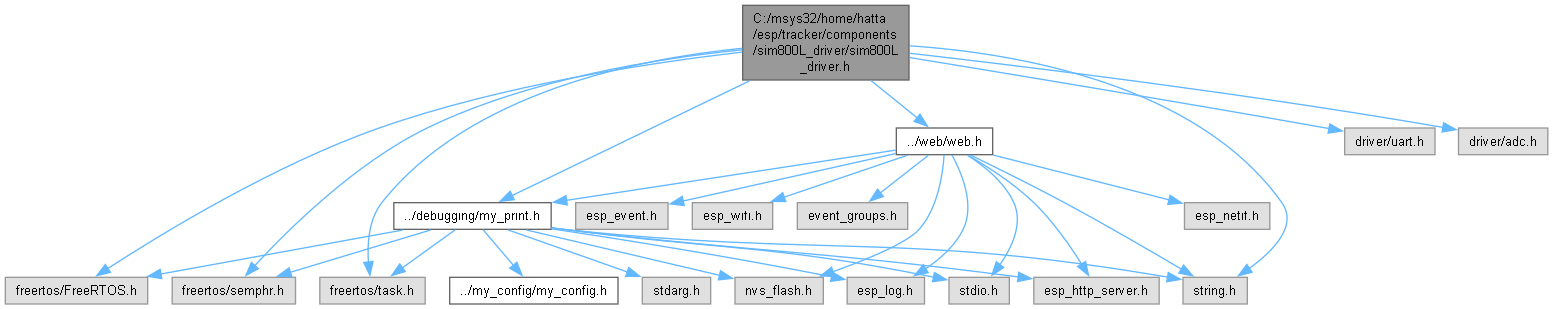 C:/msys32/home/hatta
/esp/tracker/components
/sim800L_driver/sim800L
_driver.h
../web/web.h
driver/uart.h
driver/adc.h
../debugging/my_print.h
esp_event.h
esp_wifi.h
event_groups.h
esp_netif.h
freertos/FreeRTOS.h
freertos/semphr.h
freertos/task.h
../my_config/my_config.h
stdarg.h
nvs_flash.h
esp_log.h
stdio.h
esp_http_server.h
string.h